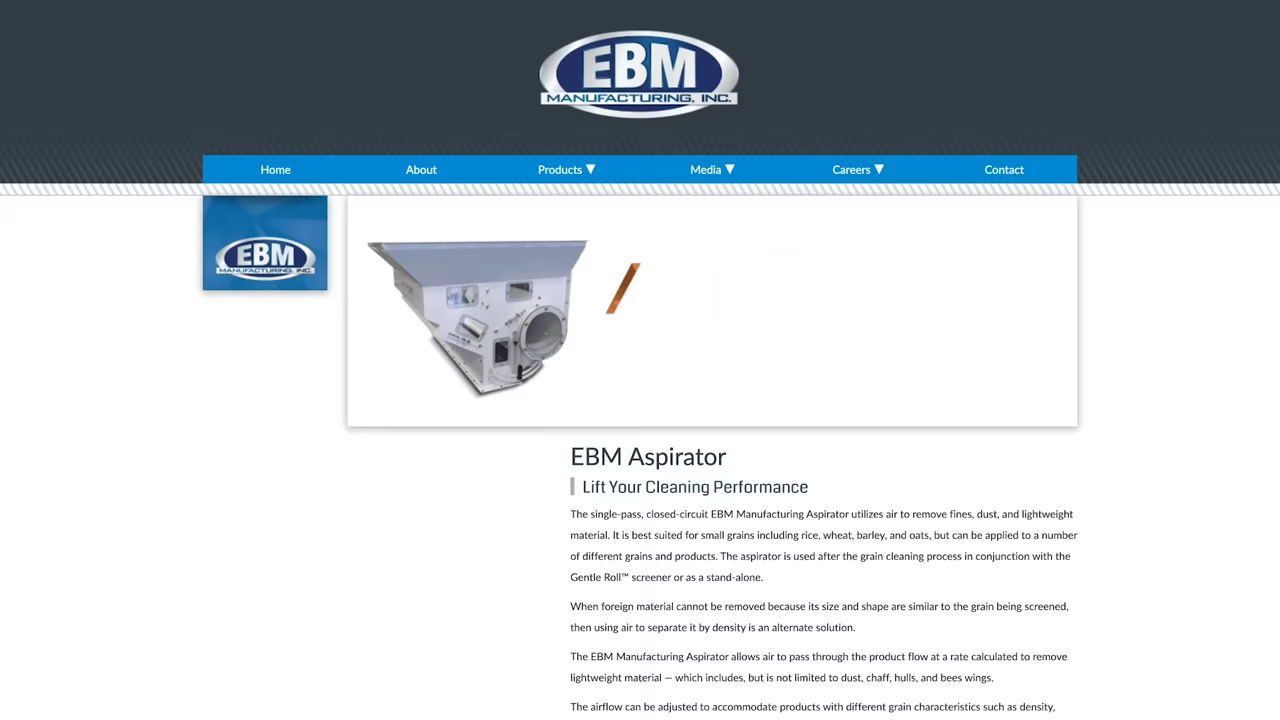 EBM
MANUFACTURING, INC.
Home About Products ▼ Media ▼ Careers ▼ Contact
EBM
MANUFACTURING, INC.
EBM Aspirator
Lift Your Cleaning Performance
The single-pass, closed-circuit EBM Manufacturing Aspirator utilizes air to remove fines, dust, and lightweight
material. It is best suited for small grains including rice, wheat, barley, and oats, but can be applied to a number
of different grains and products. The aspirator is used after the grain cleaning process in conjunction with the
Gentle Roll™ screener or as a stand-alone.
When foreign material cannot be removed because its size and shape are similar to the grain being screened,
then using air to separate it by density is an alternate solution.
The EBM Manufacturing Aspirator allows air to pass through the product flow at a rate calculated to remove
lightweight material — which includes, but is not limited to dust, chaff, hulls, and bees wings.
The airflow can be adjusted to accommodate products with different grain characteristics such as density,